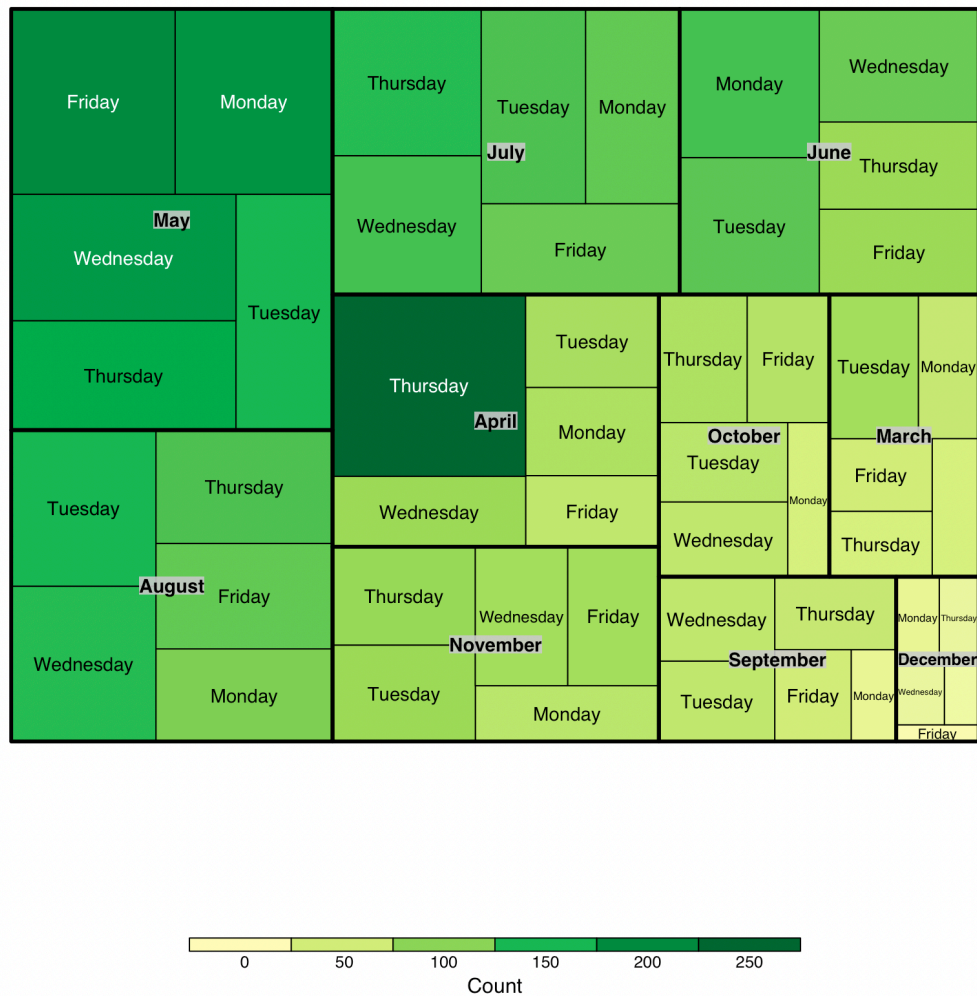 Friday
Monday
May
Wednesday
Tuesday
Thursday
Thursday
Tuesday
Monday
July
Wednesday
Friday
Monday
Wednesday
June
Thursday
Tuesday
Friday
Thursday
Tuesday
April
Monday
Wednesday
Friday
Thursday
Friday
October
Tuesday
Monday
Wednesday
Tuesday
Monday
March
Friday
Thursday
Tuesday
Thursday
August
Friday
Wednesday
Monday
Thursday
Wednesday
Friday
November
Tuesday
Monday
Wednesday
Thursday
September
Tuesday
Friday
Monday
Monday
Thursday
December
Wednesday
Friday
0
50
100
150
200
250
Count